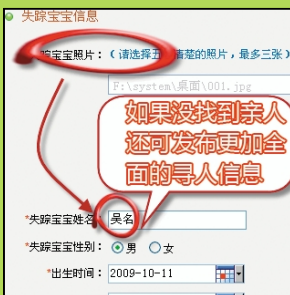 失踪宝宝信息
踪宝宝照片：（请选择五 清楚的照片，最多三张）
F:\system\桌面\001.jpg
如果没找到亲人
还可发布更加全
面的寻人信息
*失踪宝宝姓名： 吴名
*失踪宝宝性别： 男 女
*出生时间： 2009-10-11